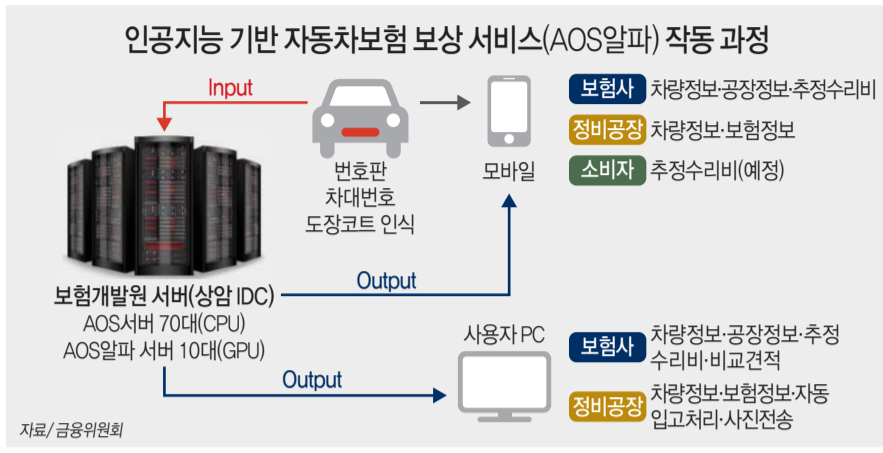 인공지능 기반 자동차보험 보상 서비스(AOS알파) 작동 과정
Input
번호판
차대번호
도장코트 인식
모바일
보험사 차량정보·공장정보·추정수리비
정비공장 차량정보·보험정보
소비자 추정수리비(예정)
Output
보험개발원 서버(상암 IDC)
AOS서버 70대(CPU)
AOS알파 서버 10대(GPU)
Output
사용자 PC
보험사 차량정보·공장정보·추정
수리비·비교견적
정비공장 차량정보·보험정보·자동
입고처리·사진전송
자료/금융위원회